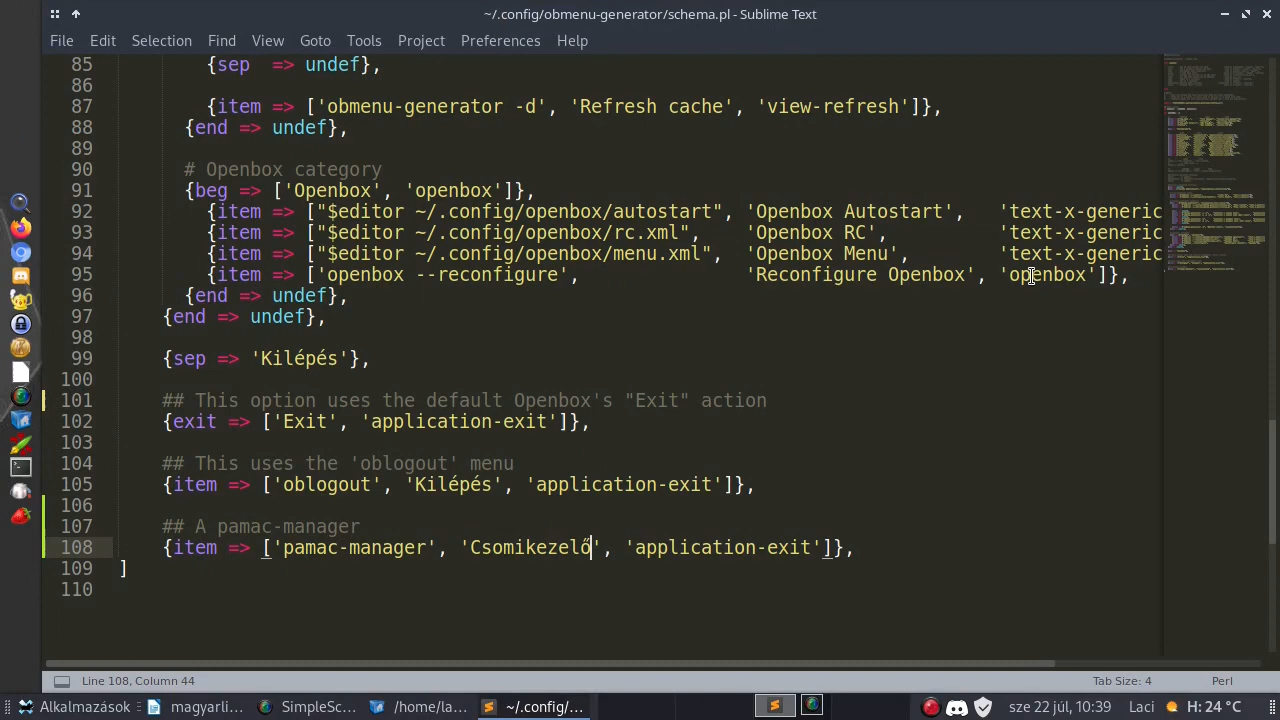 ~/.config/obmenu-generator/schema.pl - Sublime Text
File Edit Selection Find View Goto Tools Project Preferences Help
85 {sep => undef},
86
87 {item => ['obmenu-generator -d', 'Refresh cache', 'view-refresh']},
88 {end => undef},
89
90 # Openbox category
91 {beg => ['Openbox', 'openbox']},
92 {item => ["$editor ~/.config/openbox/autostart", 'Openbox Autostart', 'text-x-generic
93 {item => ["$editor ~/.config/openbox/rc.xml", 'Openbox RC', 'text-x-generic
94 {item => ["$editor ~/.config/openbox/menu.xml", 'Openbox Menu', 'text-x-generic
95 {item => ['openbox --reconfigure', 'Reconfigure Openbox', 'openbox']},
96 {end => undef},
97 {end => undef},
98
99 {sep => 'Kilépés'},
100
101 ## This option uses the default Openbox's "Exit" action
102 {exit => ['Exit', 'application-exit']},
103
104 ## This uses the 'oblogout' menu
105 {item => ['oblogout', 'Kilépés', 'application-exit']},
106
107 ## A pamac-manager
108 {item => ['pamac-manager', 'Csomikezelő', 'application-exit']},
109 ]
110
Line 108, Column 44 Tab Size: 4 Perl
Alkalmazások magyarli... SimpleSc... /home/la... ~/.config/... sze 22 júl, 10:39 Laci H: 24 °C